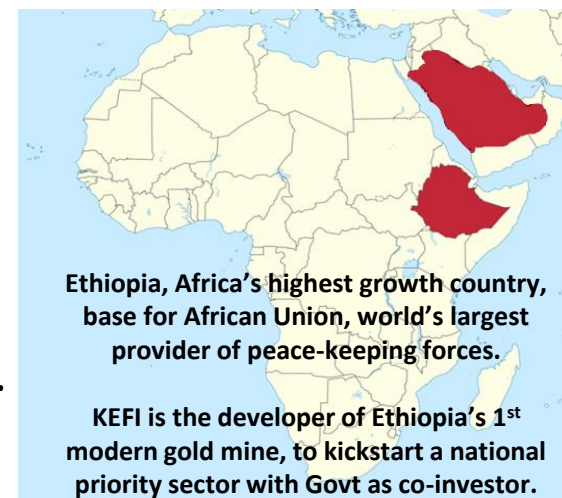 Ethiopia, Africa's highest growth country,
base for African Union, world's largest
provider of peace-keeping forces.
KEFI is the developer of Ethiopia's 1st
modern gold mine, to kickstart a national
priority sector with Govt as co-investor.